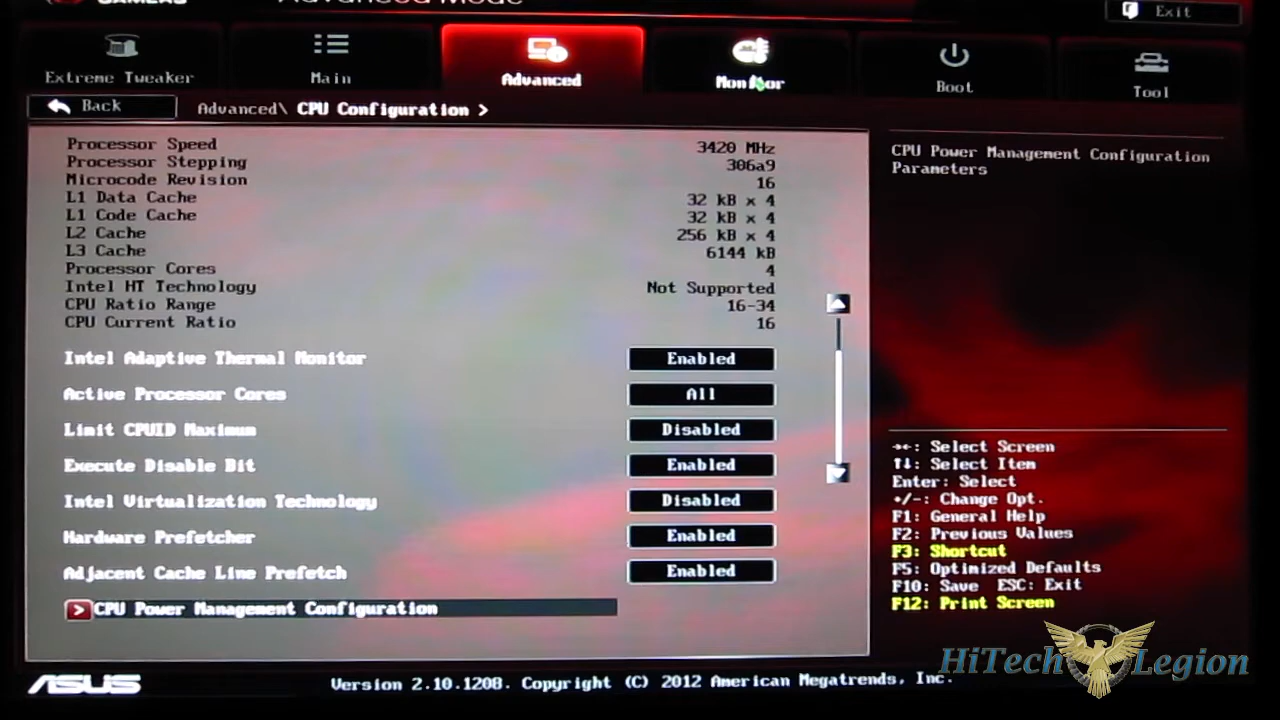 GAMERS Advanced Mode Exit
Extreme Tweaker Main Advanced Monitor Boot Tool
Back Advanced\ CPU Configuration >
Processor Speed 3420 MHz
Processor Stepping 306a9
Microcode Revision 16
L1 Data Cache 32 kB x 4
L1 Code Cache 32 kB x 4
L2 Cache 256 kB x 4
L3 Cache 6144 kB
Processor Cores 4
Intel HT Technology Not Supported
CPU Ratio Range 16-34
CPU Current Ratio 16
Intel Adaptive Thermal Monitor Enabled
Active Processor Cores All
Limit CPUID Maximum Disabled
Execute Disable Bit Enabled
Intel Virtualization Technology Disabled
Hardware Prefetcher Enabled
Adjacent Cache Line Prefetch Enabled
> CPU Power Management Configuration
CPU Power Management Configuration
Parameters
→←: Select Screen
↑↓: Select Item
Enter: Select
+/-: Change Opt.
F1: General Help
F2: Previous Values
F3: Shortcut
F5: Optimized Defaults
F10: Save ESC: Exit
F12: Print Screen
HiTech Legion
ASUS Version 2.10.1208. Copyright (C) 2012 American Megatrends, Inc.